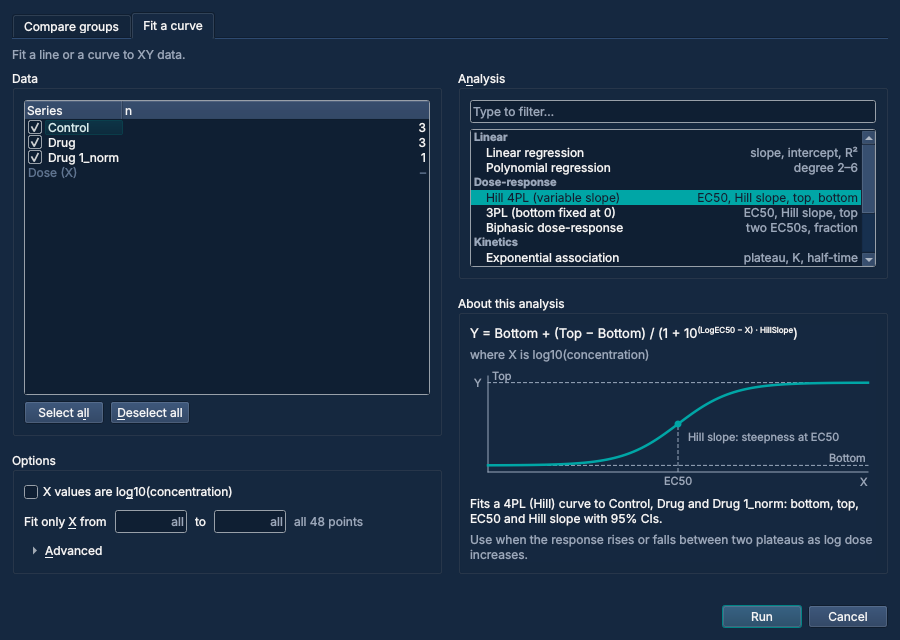 Compare groups
Fit a curve
Fit a line or a curve to XY data.
Data
Series n
Control 3
Drug 3
Drug 1_norm 1
Dose (X) –
Select all
Deselect all
Options
X values are log10(concentration)
Fit only X from all to all all 48 points
Advanced
Analysis
Type to filter...
Linear
Linear regression slope, intercept, R²
Polynomial regression degree 2–6
Dose-response
Hill 4PL (variable slope) EC50, Hill slope, top, bottom
3PL (bottom fixed at 0) EC50, Hill slope, top
Biphasic dose-response two EC50s, fraction
Kinetics
Exponential association plateau, K, half-time
About this analysis
Y = Bottom + (Top − Bottom) / (1 + 10^(LogEC50 − X) · HillSlope)
where X is log10(concentration)
Top
Y
Hill slope: steepness at EC50
Bottom
EC50
X
Fits a 4PL (Hill) curve to Control, Drug and Drug 1_norm: bottom, top,
EC50 and Hill slope with 95% CIs.
Use when the response rises or falls between two plateaus as log dose
increases.
Run
Cancel